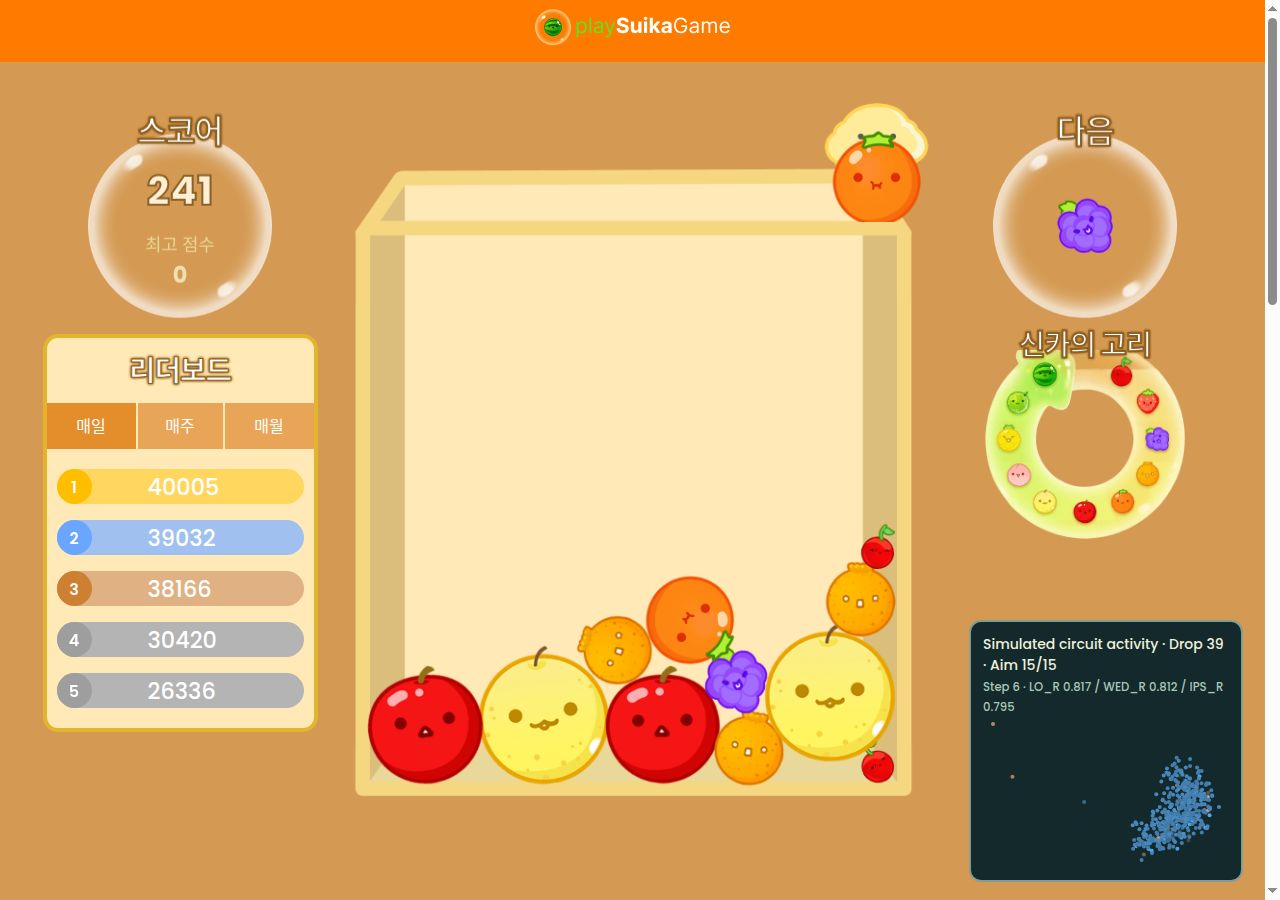 playSuikaGame
스코어
241
최고 점수
0
다음
신카의 고리
리더보드
매일 매주 매월
1 40005
2 39032
3 38166
4 30420
5 26336
Simulated circuit activity · Drop 39
· Aim 15/15
Step 6 · LO_R 0.817 / WED_R 0.812 / IPS_R
0.795